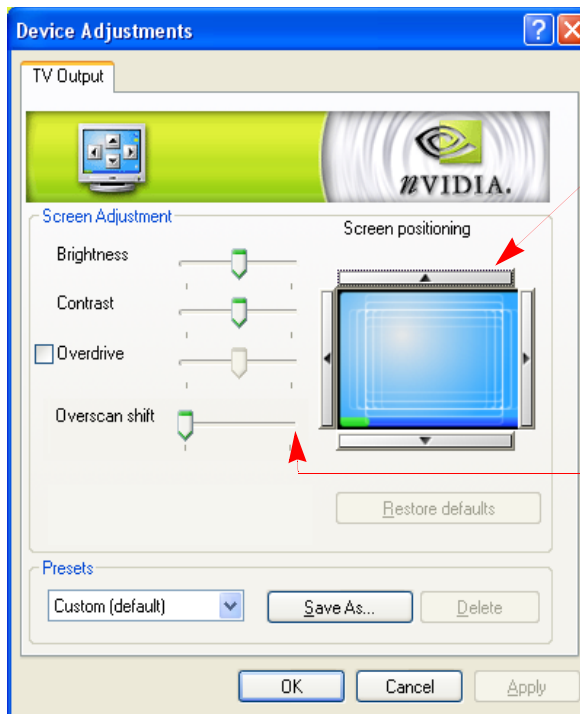 Device Adjustments
TV Output
nVIDIA.
Screen Adjustment
Screen positioning
Brightness
Contrast
Overdrive
Overscan shift
Restore defaults
Presets
Custom (default)
Save As...
Delete
OK
Cancel
Apply